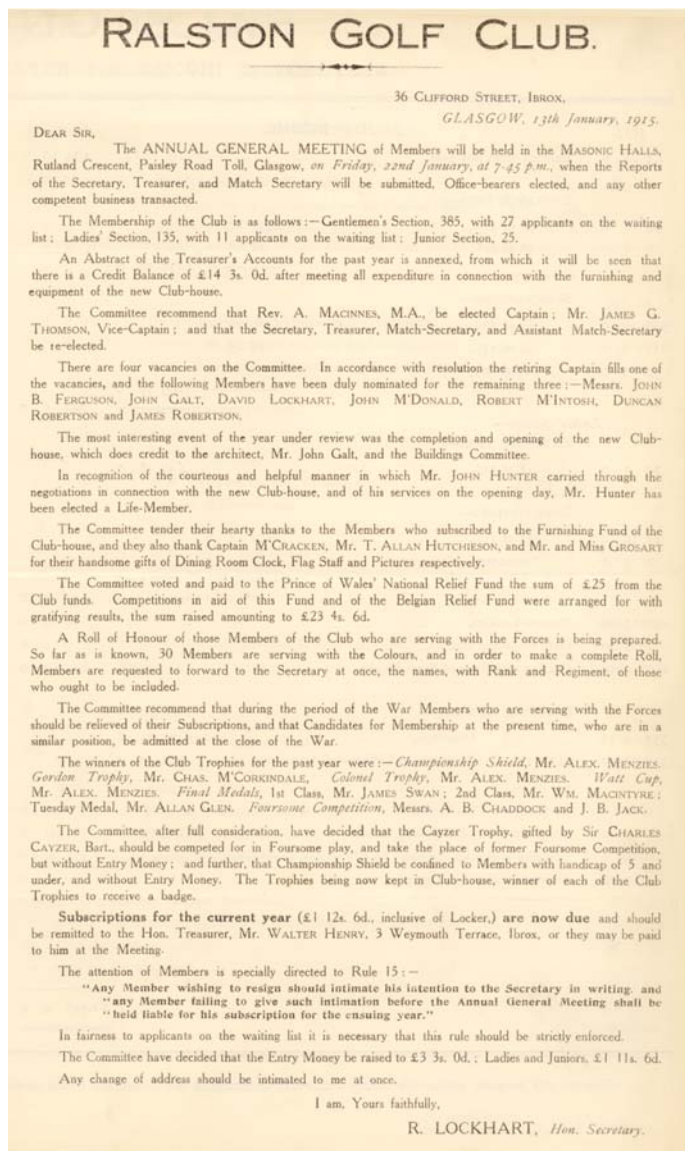 RALSTON GOLF CLUB.
36 CLIFFORD STREET, IBROX,
GLASGOW, 13th January, 1915.
DEAR SIR,
The ANNUAL GENERAL MEETING of Members will be held in the MASONIC HALLS,
Rutland Crescent, Paisley Road Toll, Glasgow, on Friday, 22nd January, at 7-45 p.m., when the Reports
of the Secretary, Treasurer, and Match Secretary will be submitted, Office-bearers elected, and any other
competent business transacted.
The Membership of the Club is as follows:—Gentlemen's Section, 385, with 27 applicants on the waiting
list; Ladies' Section, 135, with 11 applicants on the waiting list; Junior Section, 25.
An Abstract of the Treasurer's Accounts for the past year is annexed, from which it will be seen that
there is a Credit Balance of £14 3s. 0d. after meeting all expenditure in connection with the furnishing and
equipment of the new Club-house.
The Committee recommend that Rev. A. MACINNES, M.A., be elected Captain; Mr. JAMES G.
THOMSON, Vice-Captain; and that the Secretary, Treasurer, Match-Secretary, and Assistant Match-Secretary
be re-elected.
There are four vacancies on the Committee. In accordance with resolution the retiring Captain fills one of
the vacancies, and the following Members have been duly nominated for the remaining three:—Messrs. JOHN
B. FERGUSON, JOHN GALT, DAVID LOCKHART, JOHN M'DONALD, ROBERT M'INTOSH, DUNCAN
ROBERTSON and JAMES ROBERTSON.
The most interesting event of the year under review was the completion and opening of the new Club-
house, which does credit to the architect, Mr. John Galt, and the Buildings Committee.
In recognition of the courteous and helpful manner in which Mr. JOHN HUNTER carried through the
negotiations in connection with the new Club-house, and of his services on the opening day, Mr. Hunter has
been elected a Life-Member.
The Committee tender their hearty thanks to the Members who subscribed to the Furnishing Fund of the
Club-house, and they also thank Captain M'CRACKEN, Mr. T. ALLAN HUTCHIESON, and Mr. and Miss GROSART
for their handsome gifts of Dining Room Clock, Flag Staff and Pictures respectively.
The Committee voted and paid to the Prince of Wales' National Relief Fund the sum of £25 from the
Club funds. Competitions in aid of this Fund and of the Belgian Relief Fund were arranged for with
gratifying results, the sum raised amounting to £23 4s. 6d.
A Roll of Honour of those Members of the Club who are serving with the Forces is being prepared.
So far as is known, 30 Members are serving with the Colours, and in order to make a complete Roll,
Members are requested to forward to the Secretary at once, the names, with Rank and Regiment, of those
who ought to be included.
The Committee recommend that during the period of the War Members who are serving with the Forces
should be relieved of their Subscriptions, and that Candidates for Membership at the present time, who are in a
similar position, be admitted at the close of the War.
The winners of the Club Trophies for the past year were:—Championship Shield, Mr. ALEX. MENZIES.
Gordon Trophy, Mr. CHAS. M'CORKINDALE, Colonel Trophy, Mr. ALEX. MENZIES. Watt Cup,
Mr. ALEX. MENZIES. Final Medals, 1st Class, Mr. JAMES SWAN; 2nd Class, Mr. WM. MACINTYRE;
Tuesday Medal, Mr. ALLAN GLEN. Foursome Competition, Messrs. A. B. CHADDOCK and J. B. JACK.
The Committee, after full consideration, have decided that the Cayzer Trophy, gifted by Sir CHARLES
CAYZER, Bart., should be competed for in Foursome play, and take the place of former Foursome Competition,
but without Entry Money; and further, that Championship Shield be confined to Members with handicap of 5 and
under, and without Entry Money. The Trophies being now kept in Club-house, winner of each of the Club
Trophies to receive a badge.
Subscriptions for the current year (£1 12s. 6d., inclusive of Locker,) are now due and should
be remitted to the Hon. Treasurer, Mr. WALTER HENRY, 3 Weymouth Terrace, Ibrox, or they may be paid
to him at the Meeting.
The attention of Members is specially directed to Rule 15:—
"Any Member wishing to resign should intimate his intention to the Secretary in writing, and
"any Member failing to give such intimation before the Annual General Meeting shall be
"held liable for his subscription for the ensuing year."
In fairness to applicants on the waiting list it is necessary that this rule should be strictly enforced.
The Committee have decided that the Entry Money be raised to £3 3s. 0d.; Ladies and Juniors, £1 11s. 6d.
Any change of address should be intimated to me at once.
I am, Yours faithfully,
R. LOCKHART, Hon. Secretary.